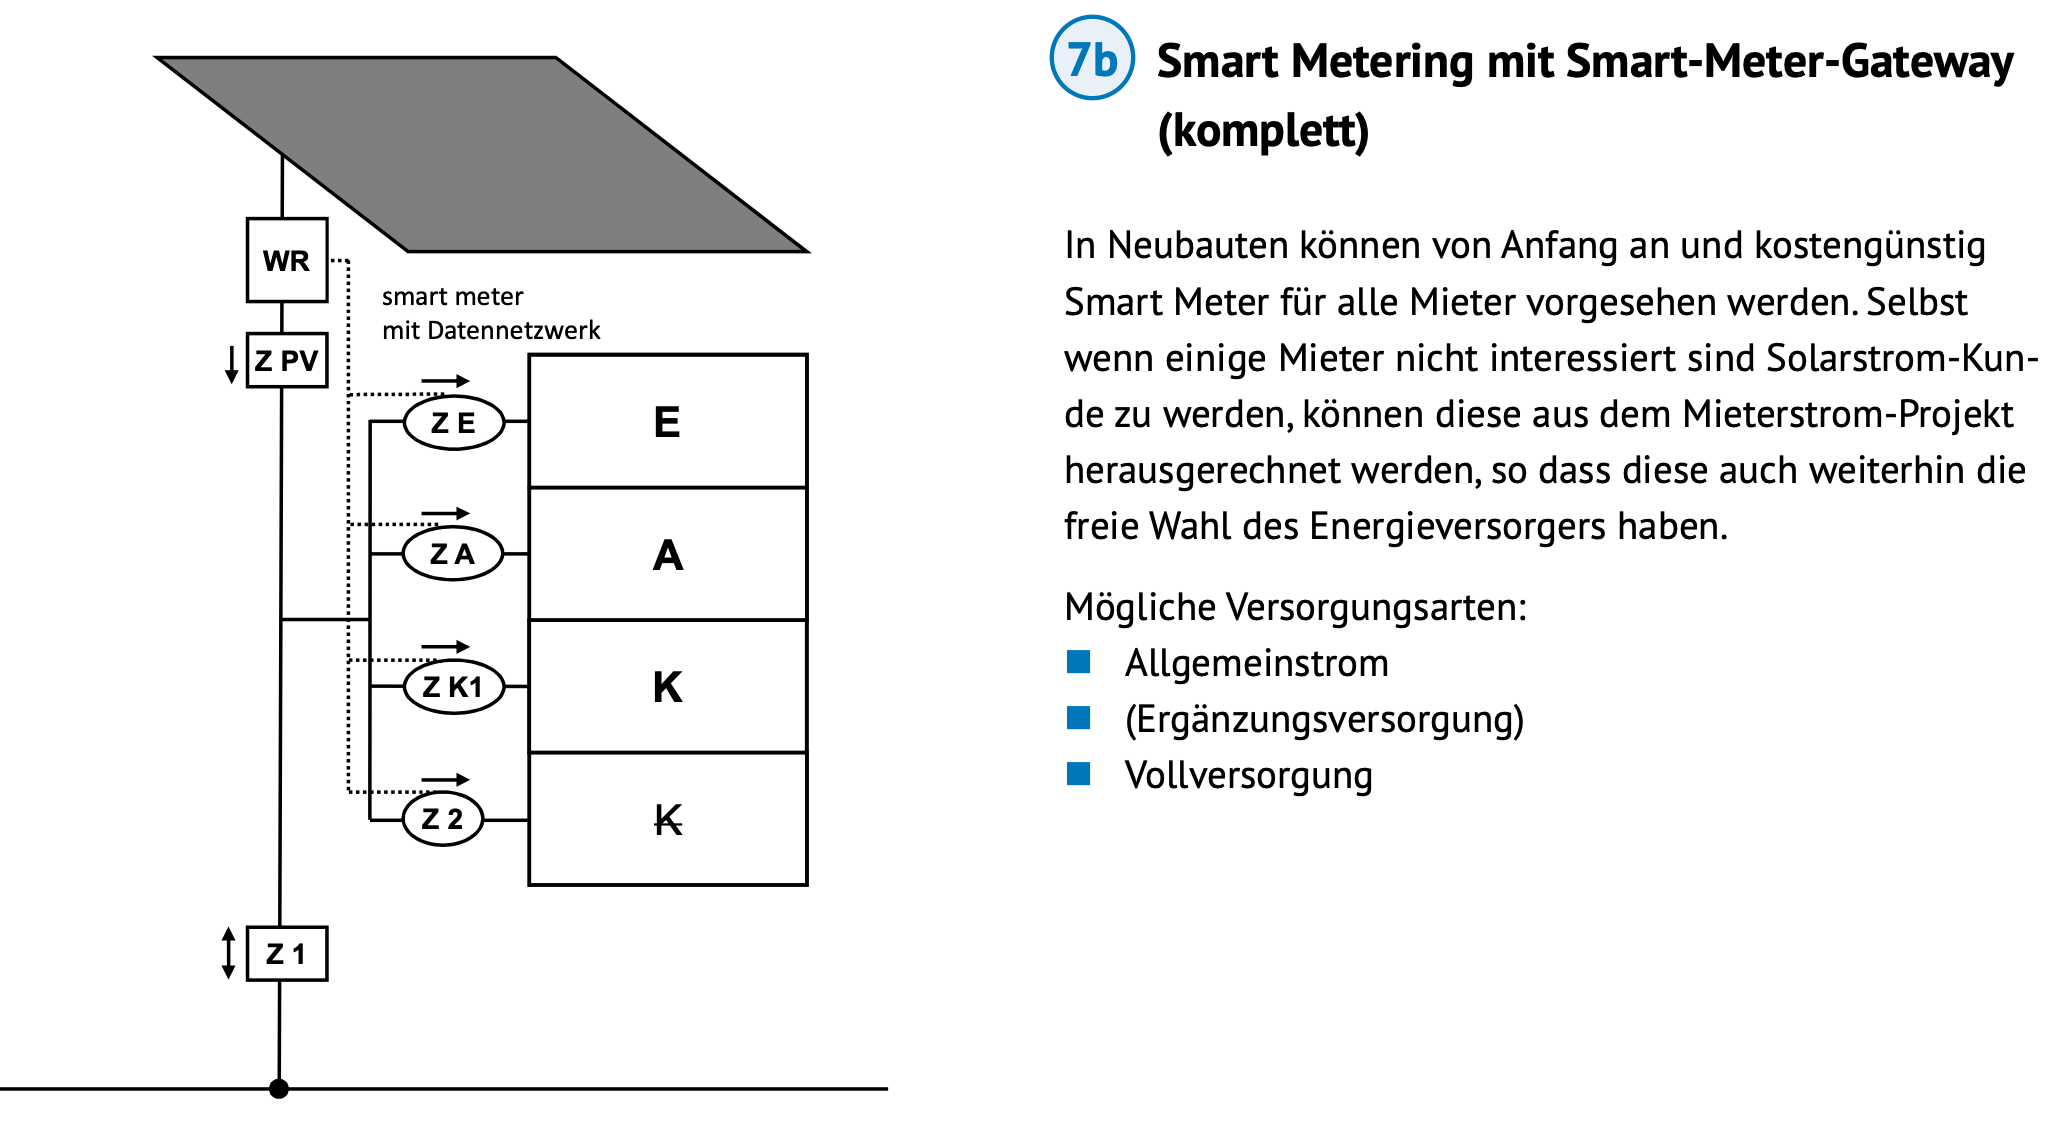 7b Smart Metering mit Smart-Meter-Gateway
(komplett)
In Neubauten können von Anfang an und kostengünstig
Smart Meter für alle Mieter vorgesehen werden. Selbst
wenn einige Mieter nicht interessiert sind Solarstrom-Kun-
de zu werden, können diese aus dem Mieterstrom-Projekt
herausgerechnet werden, so dass diese auch weiterhin die
freie Wahl des Energieversorgers haben.
Mögliche Versorgungsarten:
Allgemeinstrom
(Ergänzungsversorgung)
Vollversorgung
WR
smart meter
mit Datennetzwerk
Z PV
Z E
E
Z A
A
Z K1
K
Z 2
K
Z 1